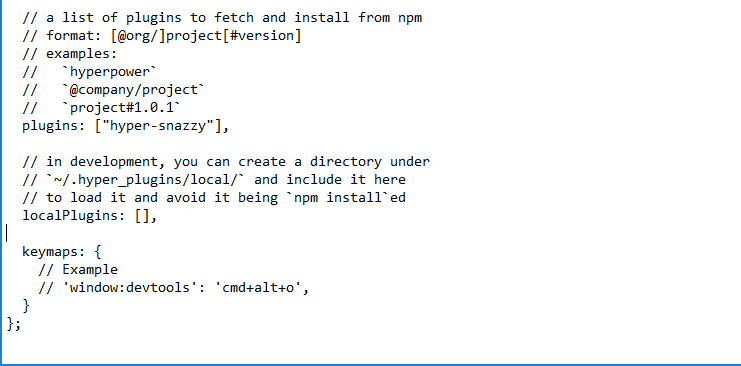 // a list of plugins to fetch and install from npm
// format: [@org/]project[#version]
// examples:
//   `hyperpower`
//   `@company/project`
//   `project#1.0.1`
plugins: ["hyper-snazzy"],
// in development, you can create a directory under
// `~/.hyper_plugins/local/` and include it here
// to load it and avoid it being `npm install`ed
localPlugins: [],
keymaps: {
// Example
// 'window:devtools': 'cmd+alt+o',
}
};